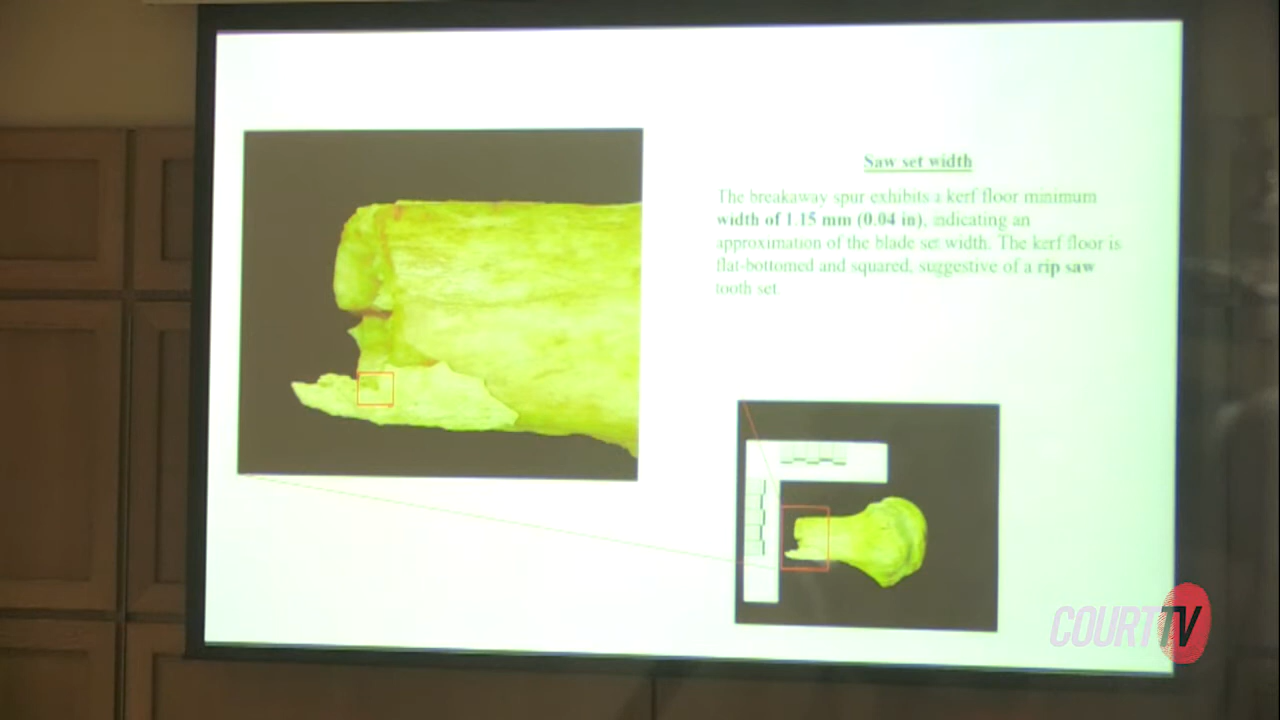 Saw set width
The breakaway spur exhibits a kerf floor minimum
width of 1.15 mm (0.04 in), indicating an
approximation of the blade set width. The kerf floor is
flat-bottomed and squared, suggestive of a rip saw
tooth set.
COURT TV